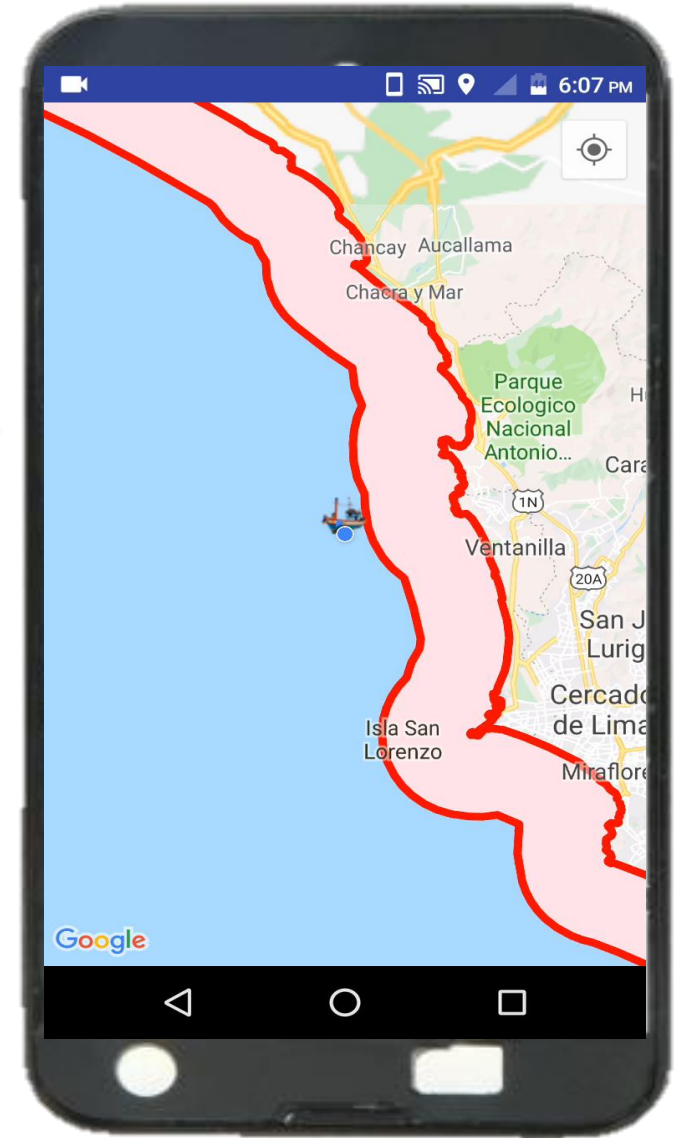 6:07 PM
Chancay
Aucallama
Chacra y Mar
Parque
Ecologico
Nacional
Antonio...
H
Cara
1N
Ventanilla
20A
San J
Lurig
Cercado
de Lima
Isla San
Lorenzo
Miraflore
Google